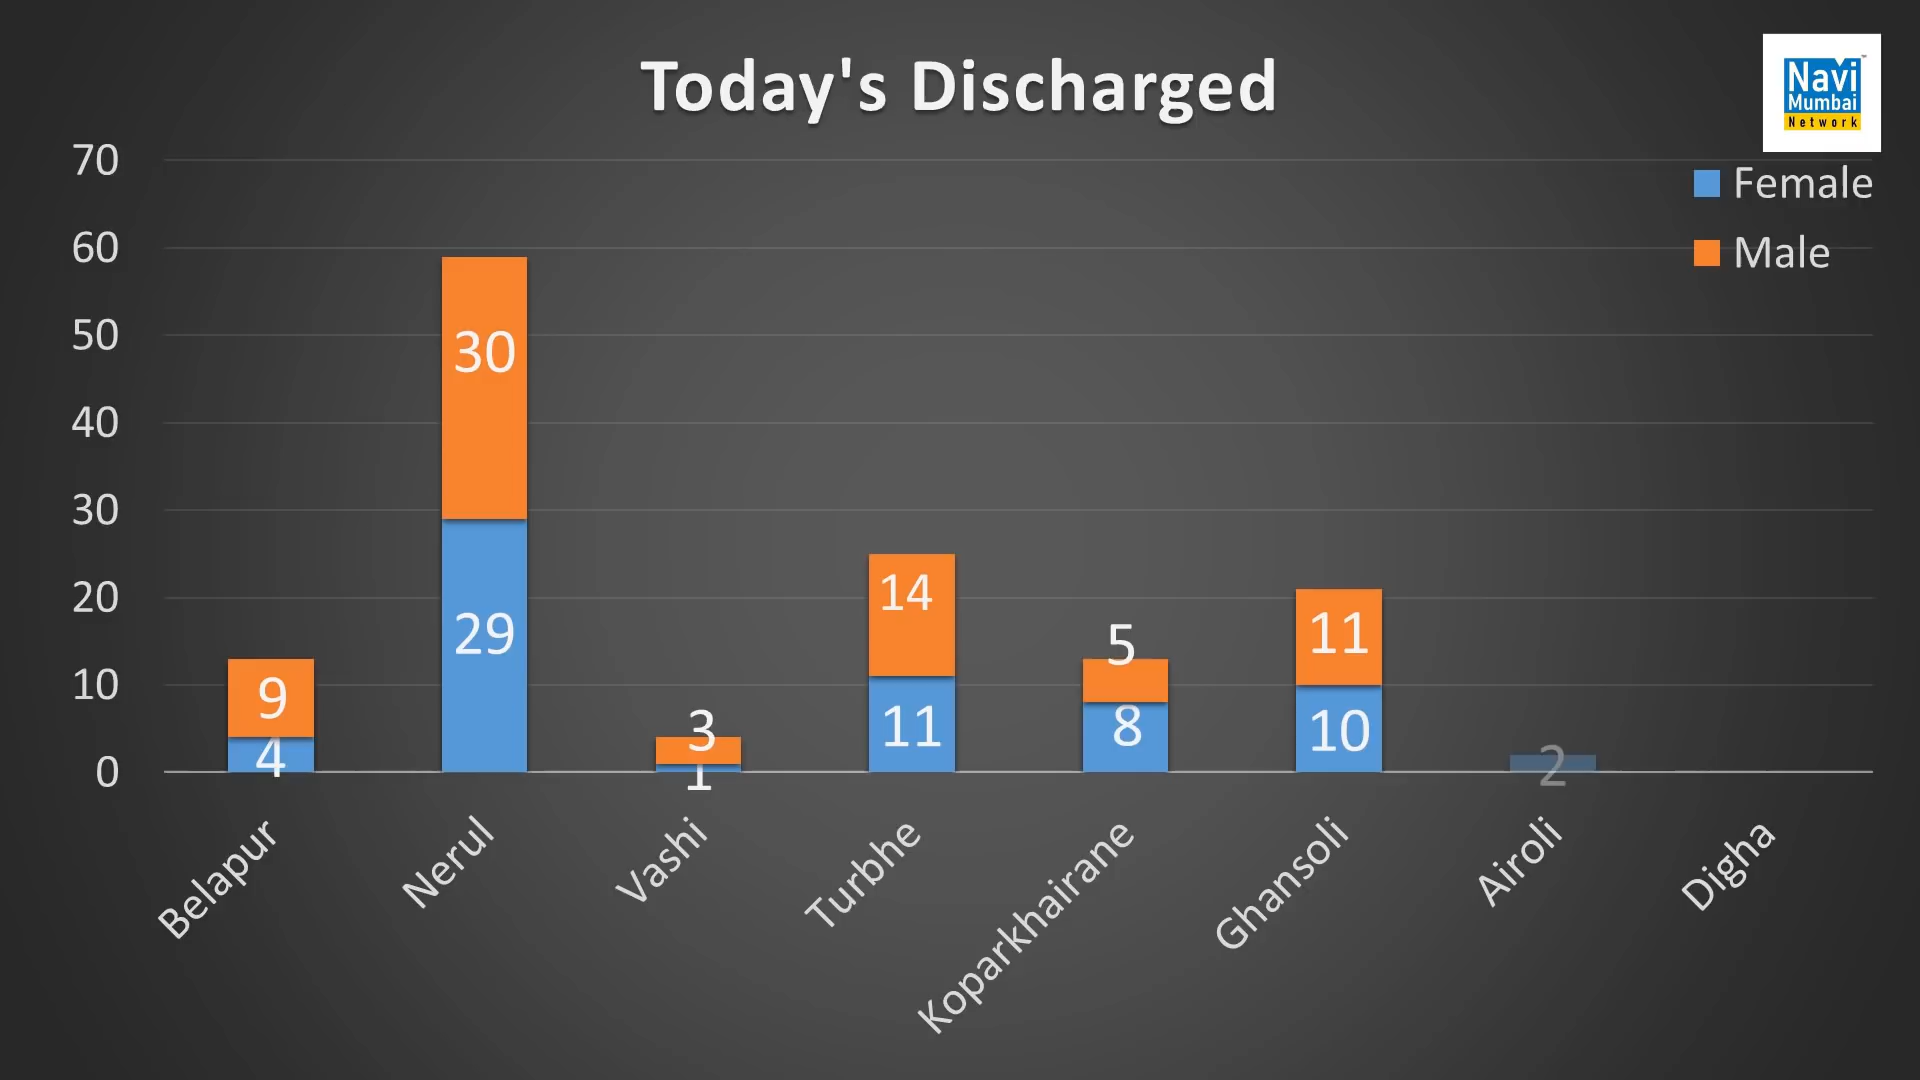 Today's Discharged
Navi
Mumbai
Network
Female
Male
70
60
50
40
30
20
10
0
9
4
30
29
3
1
14
11
5
8
11
10
2
Belapur
Nerul
Vashi
Turbhe
Koparkhairane
Ghansoli
Airoli
Digha